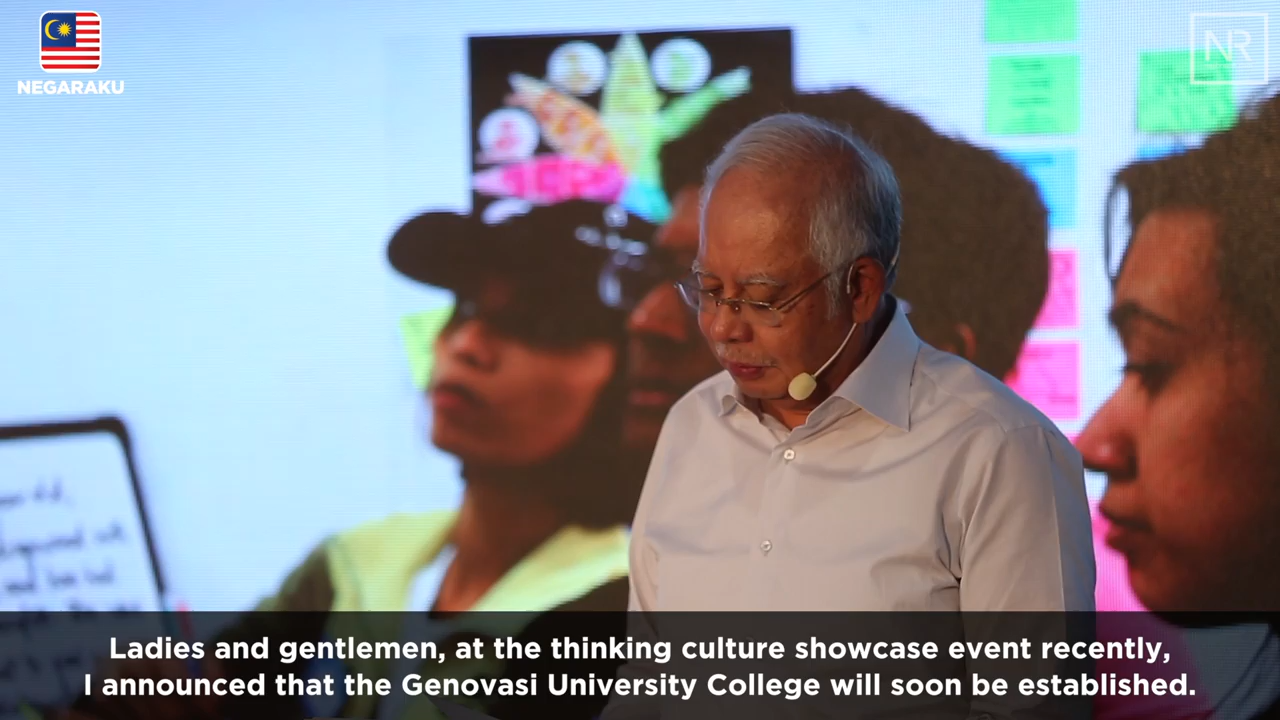 NEGARAKU
NR
Ladies and gentlemen, at the thinking culture showcase event recently,
I announced that the Genovasi University College will soon be established.